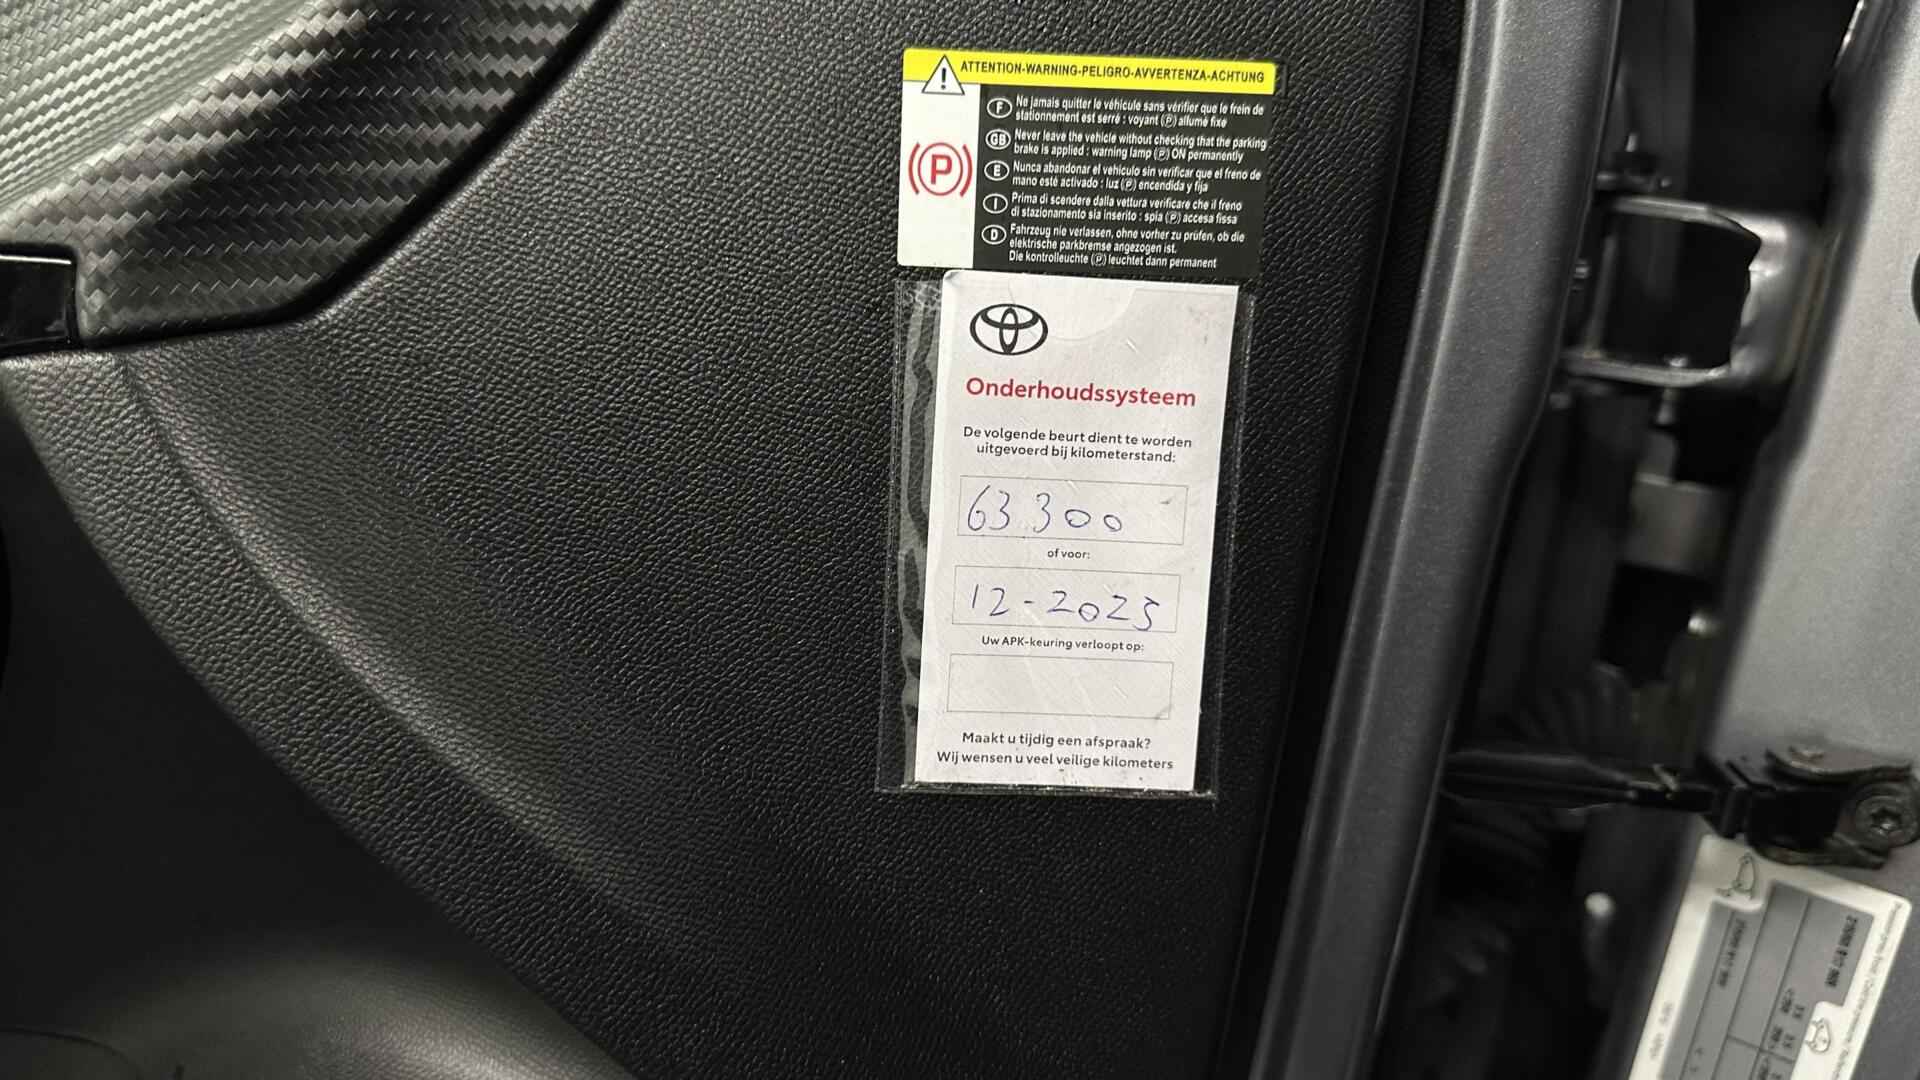 ATTENTION-WARNING-PELIGRO-AVVERTENZA-ACHTUNG
F Ne jamais quitter le véhicule sans vérifier que le frein de
stationnement est serré : voyant (P) allumé fixe
GB Never leave the vehicle without checking that the parking
brake is applied : warning lamp (P) ON permanently
E Nunca abandonar el vehículo sin verificar que el freno de
mano esté activado : luz (P) encendida y fija
I Prima di scendere dalla vettura verificare che il freno
di stazionamento sia inserito : spia (P) accesa fissa
D Fahrzeug nie verlassen, ohne vorher zu prüfen, ob die
elektrische parkbremse angezogen ist.
Die kontrolleuchte (P) leuchtet dann permanent
(P)
Onderhoudssysteem
De volgende beurt dient te worden
uitgevoerd bij kilometerstand:
63300
of voor:
12-2025
Uw APK-keuring verloopt op:
Maakt u tijdig een afspraak?
Wij wensen u veel veilige kilometers